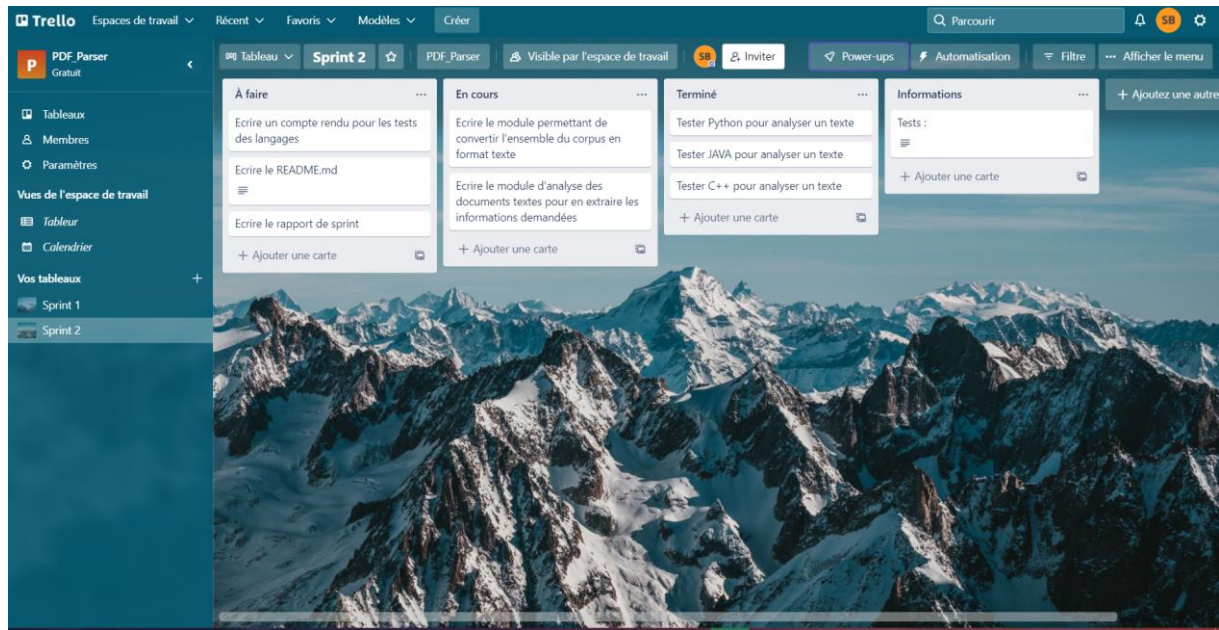 Trello Espaces de travail Récent Favoris Modèles Créer Parcourir SB
P PDF_Parser
Gratuit
Tableau Sprint 2 PDF_Parser Visible par l'espace de travail SB Inviter Power-ups Automatisation Filtre ... Afficher le menu
Tableaux
Membres
Paramètres
Vues de l'espace de travail
Tableur
Calendrier
Vos tableaux +
Sprint 1
Sprint 2
À faire ...
Ecrire un compte rendu pour les tests
des langages
Ecrire le README.md
Ecrire le rapport de sprint
+ Ajouter une carte
En cours ...
Ecrire le module permettant de
convertir l'ensemble du corpus en
format texte
Ecrire le module d'analyse des
documents textes pour en extraire les
informations demandées
+ Ajouter une carte
Terminé ...
Tester Python pour analyser un texte
Tester JAVA pour analyser un texte
Tester C++ pour analyser un texte
+ Ajouter une carte
Informations ...
Tests :
+ Ajouter une carte
+ Ajoutez une autre